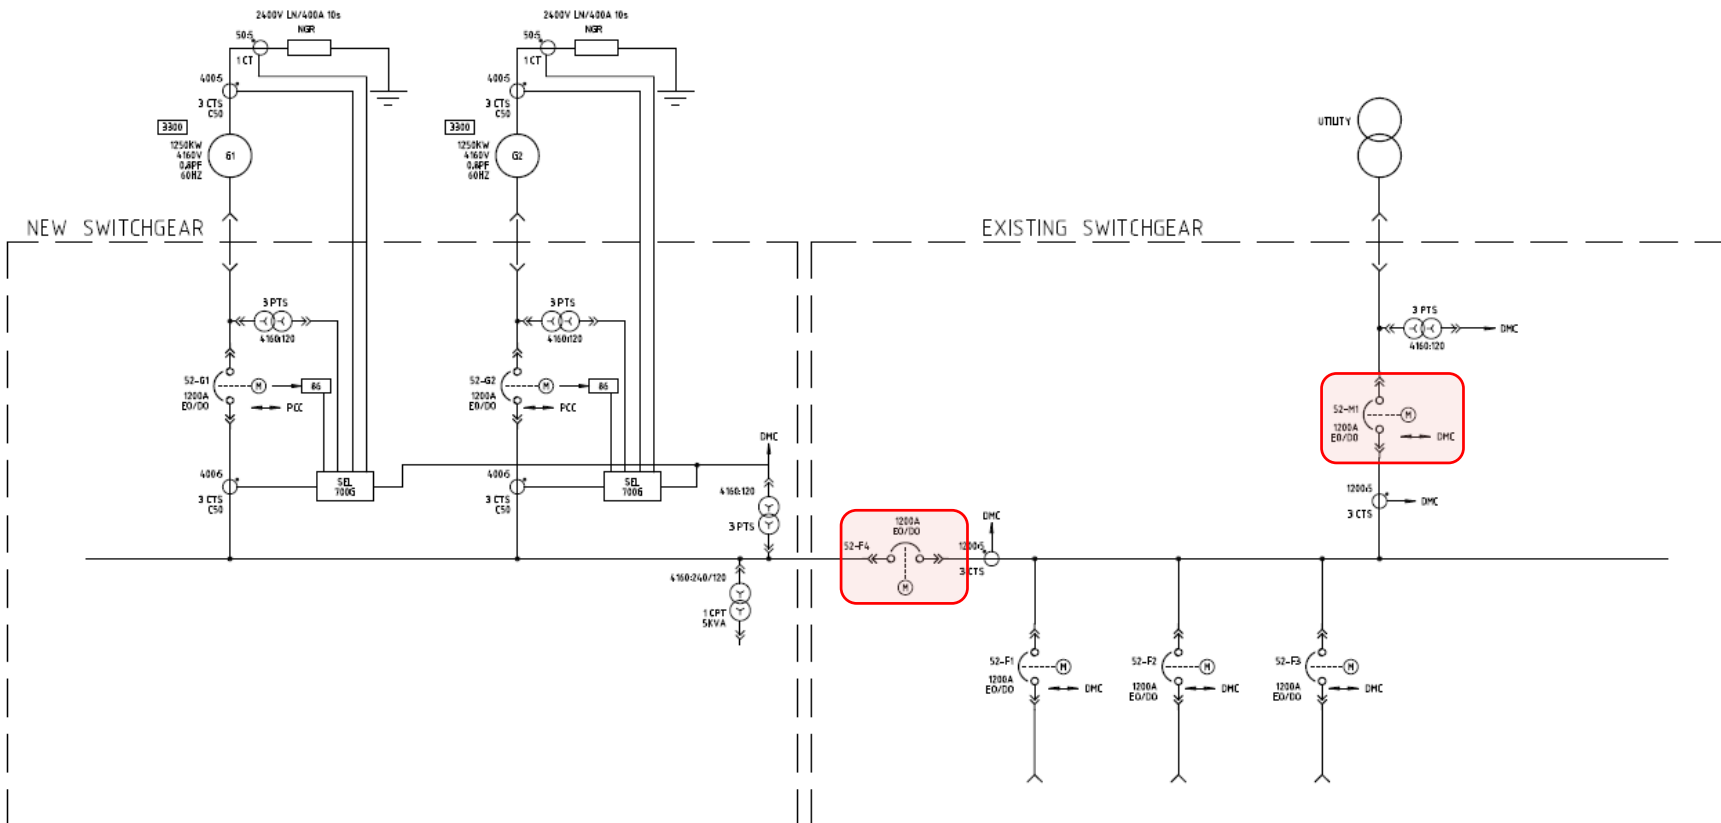 2400V LN/400A 10s
NGR
50:5
1 CT
400:5
3 CTS
C50
3300
1250KW
4160V
0.8PF
60HZ
G1
2400V LN/400A 10s
NGR
50:5
1 CT
400:5
3 CTS
C50
3300
1250KW
4160V
0.8PF
60HZ
G2
UTILITY
NEW SWITCHGEAR
EXISTING SWITCHGEAR
3 PTS
4160:120
52-G1
1200A
EO/DO
M
86
PCC
400:5
3 CTS
C50
SEL
700G
3 PTS
4160:120
52-G2
1200A
EO/DO
M
86
PCC
400:5
3 CTS
C50
SEL
700G
DMC
4160:120
3 PTS
4160:240/120
1 CPT
5KVA
1200A
EO/DO
52-F4
M
DMC
1200:5
3 CTS
3 PTS
4160:120
DMC
52-M1
1200A
EO/DO
M
DMC
1200:5
3 CTS
DMC
52-F1
1200A
EO/DO
M
DMC
52-F2
1200A
EO/DO
M
DMC
52-F3
1200A
EO/DO
M
DMC